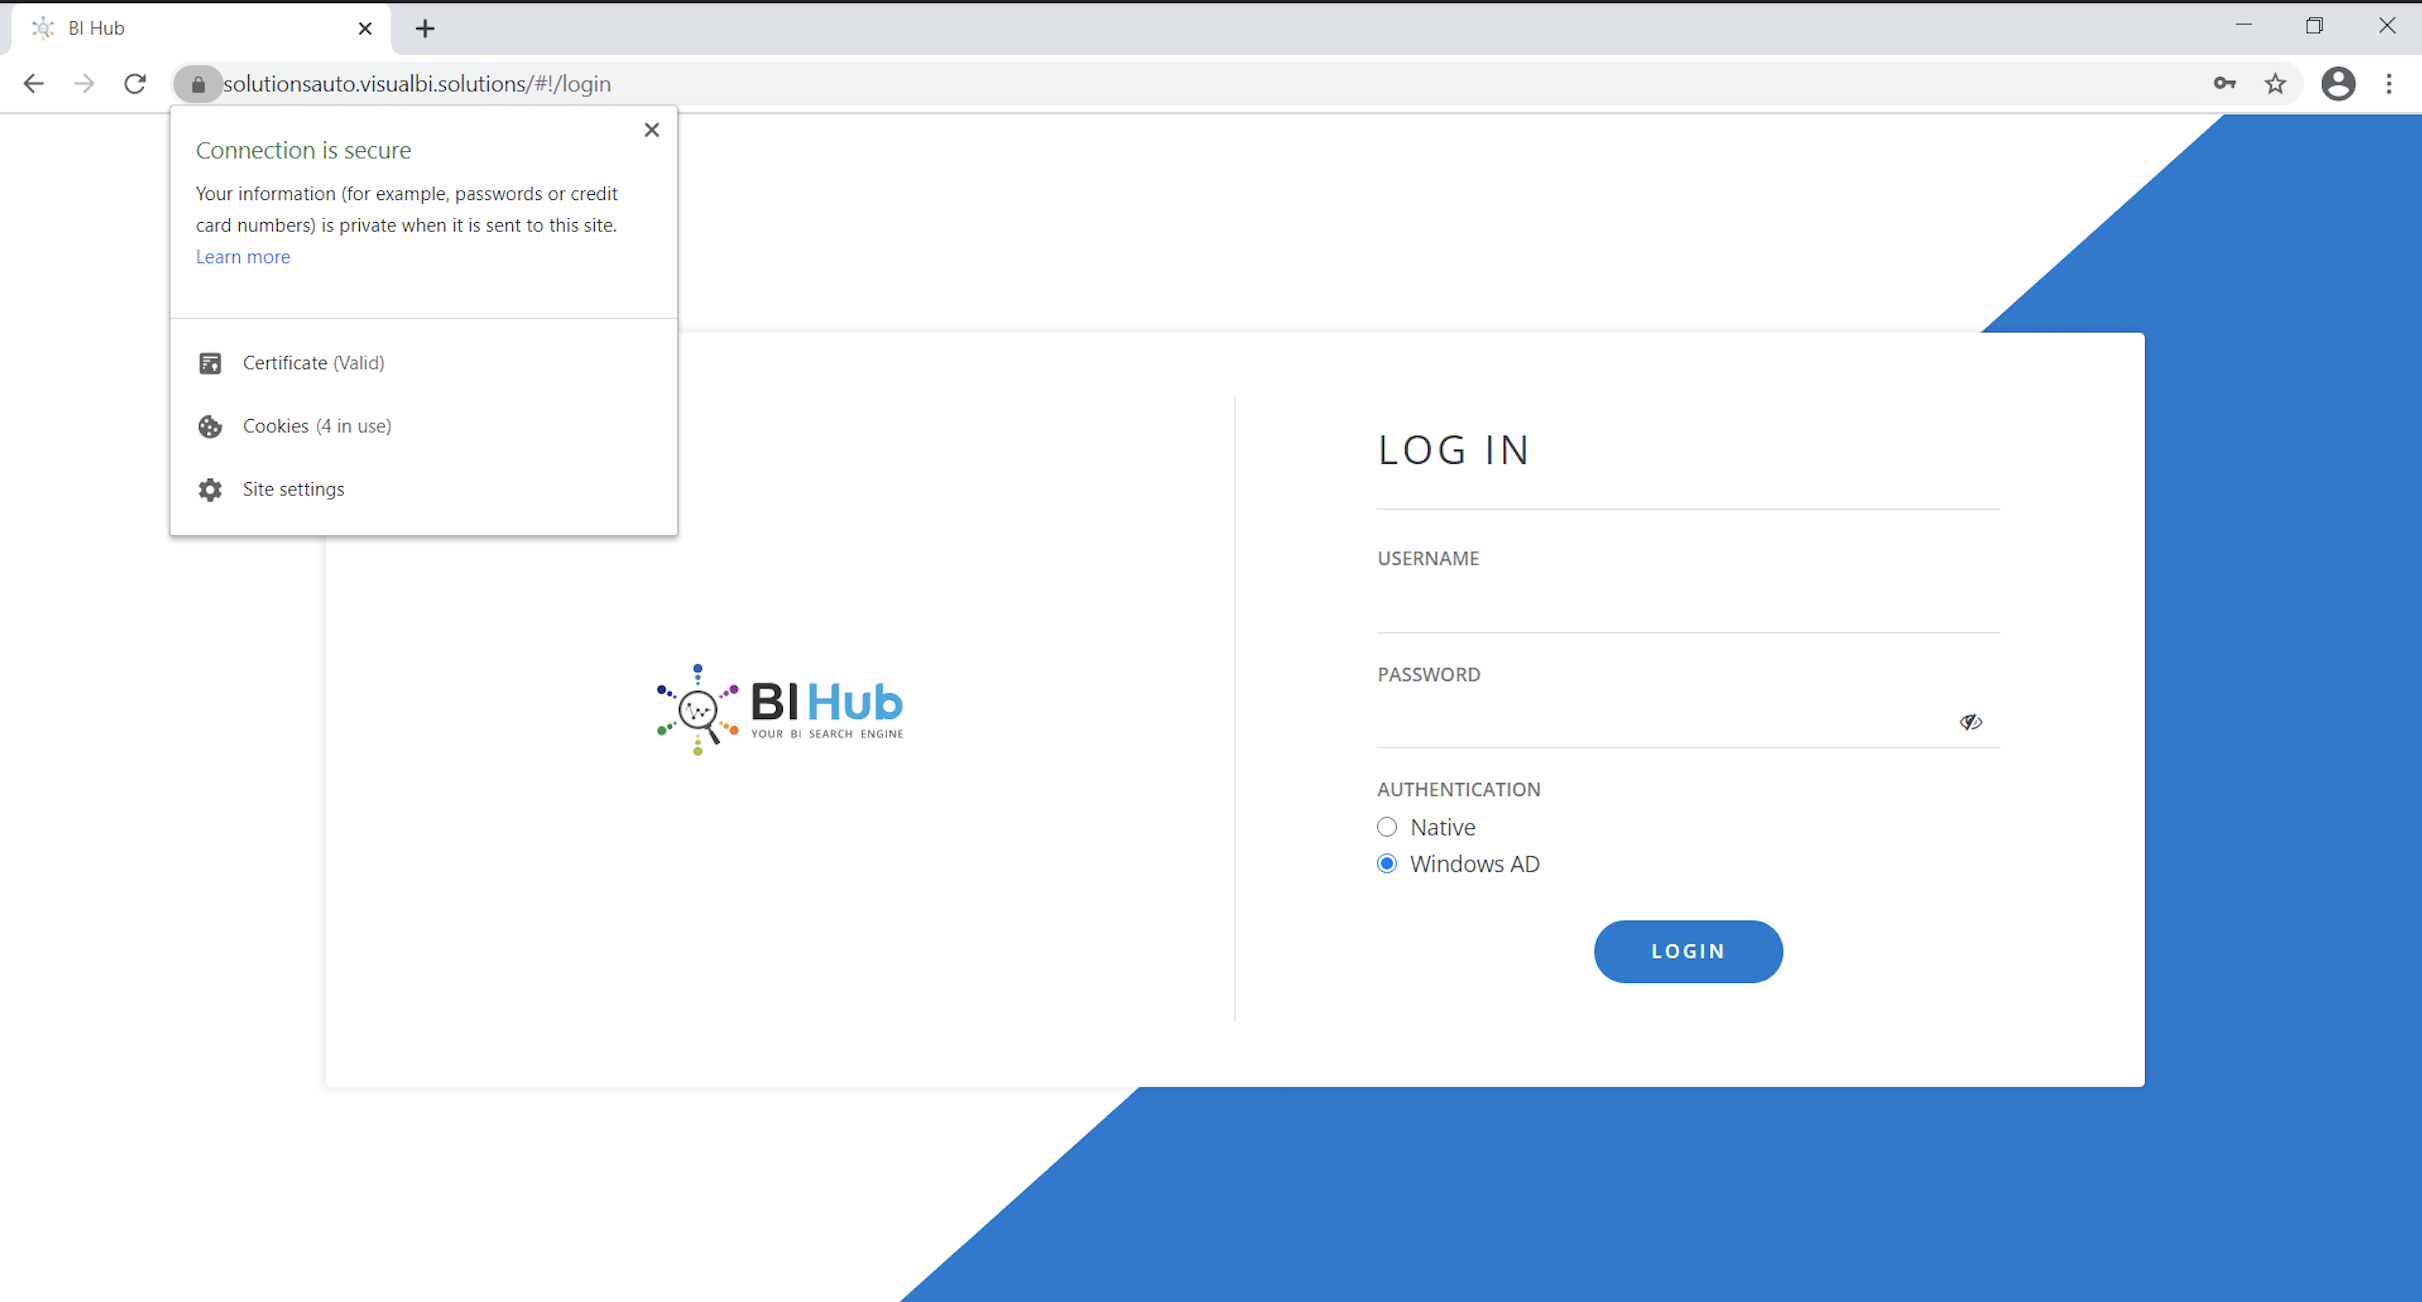 BI Hub
solutionsauto.visualbi.solutions/#!/login
Connection is secure
Your information (for example, passwords or credit
card numbers) is private when it is sent to this site.
Learn more
Certificate (Valid)
Cookies (4 in use)
Site settings
BI Hub
YOUR BI SEARCH ENGINE
LOG IN
USERNAME
PASSWORD
AUTHENTICATION
Native
Windows AD
LOGIN